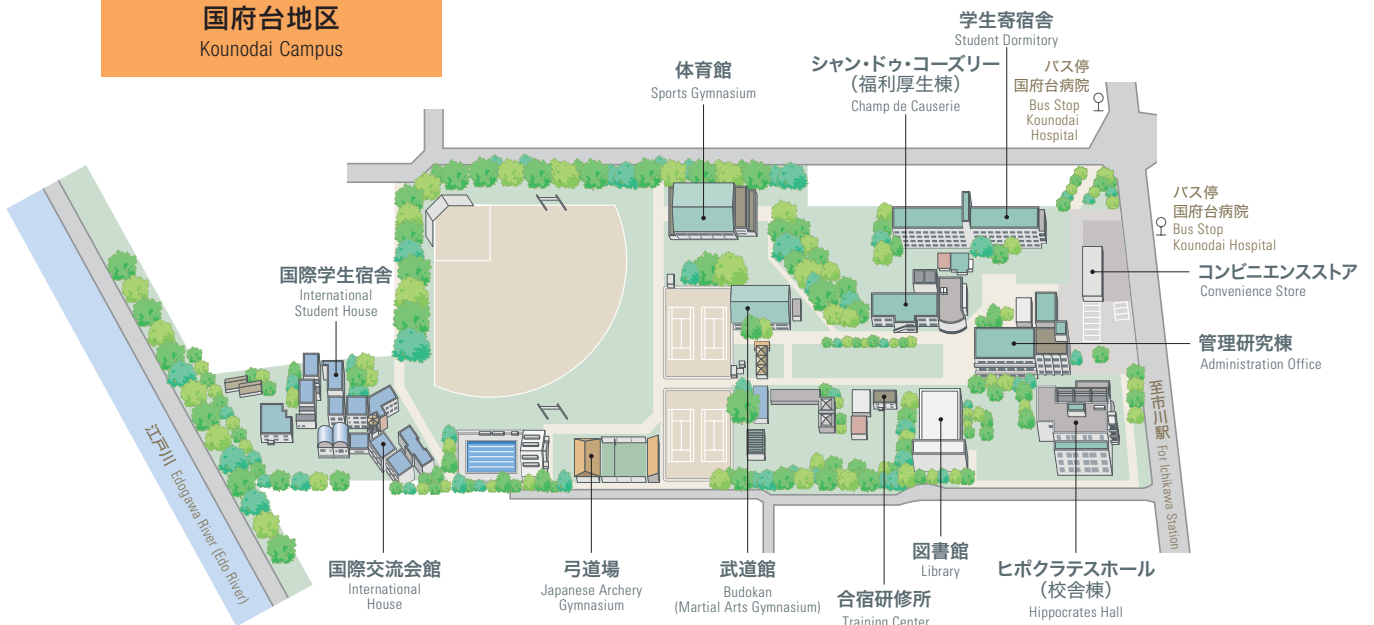 国府台地区
Kounodai Campus
学生寄宿舎
Student Dormitory
体育館
Sports Gymnasium
シャン・ドゥ・コーズリー
（福利厚生棟）
Champ de Causerie
バス停
国府台病院
Bus Stop
Kounodai
Hospital
バス停
国府台病院
Bus Stop
Kounodai Hospital
国際学生宿舎
International
Student House
コンビニエンスストア
Convenience Store
管理研究棟
Administration Office
至市川駅 For Ichikawa Station
江戸川 Edogawa River (Edo River)
国際交流会館
International
House
弓道場
Japanese Archery
Gymnasium
武道館
Budokan
(Martial Arts Gymnasium)
合宿研修所
Training Center
図書館
Library
ヒポクラテスホール
（校舎棟）
Hippocrates Hall